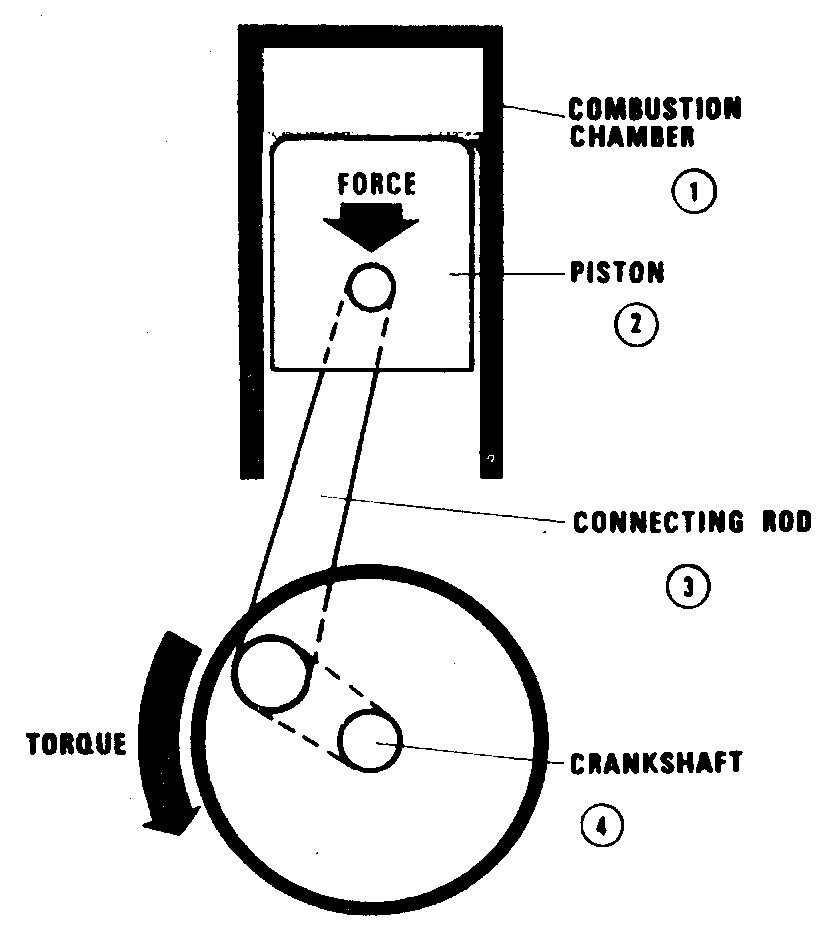 COMBUSTION
CHAMBER
1
FORCE
PISTON
2
CONNECTING ROD
3
TORQUE
CRANKSHAFT
4